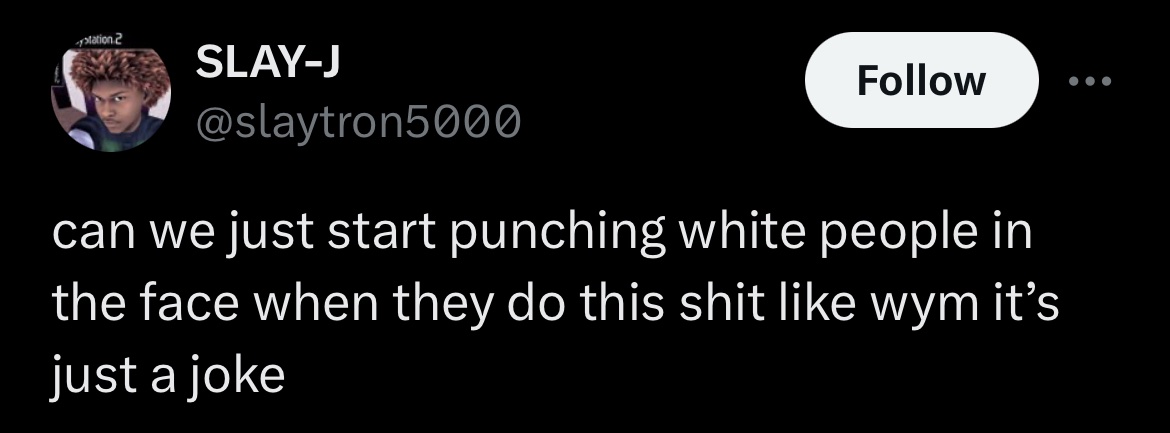 ystation.2
SLAY-J
@slaytron5000
Follow
can we just start punching white people in
the face when they do this shit like wym it's
just a joke